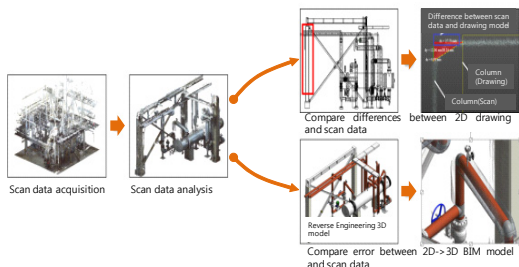 Difference between scan
data and drawing model
Column
(Drawing)
Column(Scan)
Compare differences between 2D drawing
and scan data
Scan data acquisition
Scan data analysis
Reverse Engineering 3D
model
Compare error between 2D->3D BIM model
and scan data